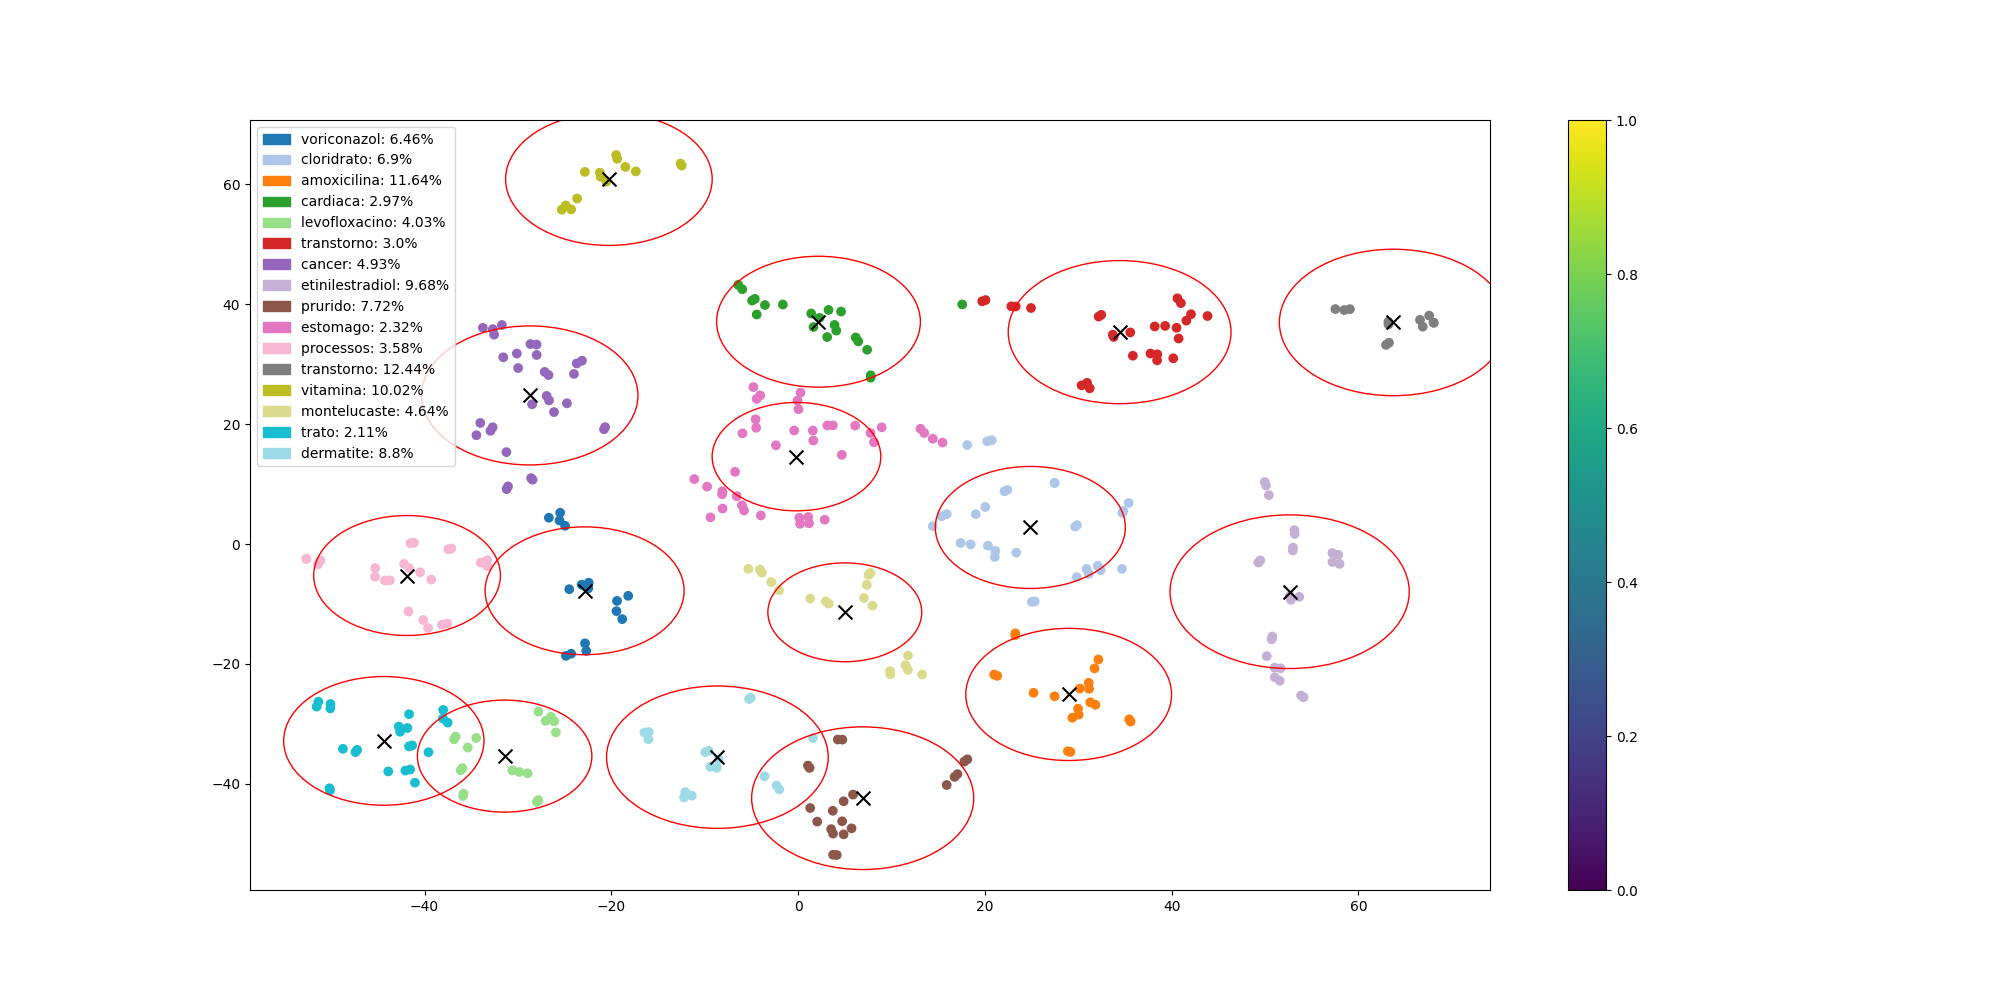 voriconazol: 6.46%
cloridrato: 6.9%
amoxicilina: 11.64%
cardiaca: 2.97%
levofloxacino: 4.03%
transtorno: 3.0%
cancer: 4.93%
etinilestradiol: 9.68%
prurido: 7.72%
estomago: 2.32%
processos: 3.58%
transtorno: 12.44%
vitamina: 10.02%
montelucaste: 4.64%
trato: 2.11%
dermatite: 8.8%
60
40
20
0
−20
−40
−40 −20 0 20 40 60
1.0
0.8
0.6
0.4
0.2
0.0